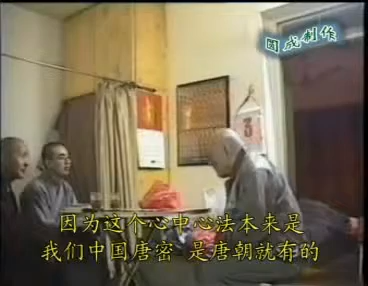 圆成制作
因为这个心中心法本来是
我们中国唐密 是唐朝就有的